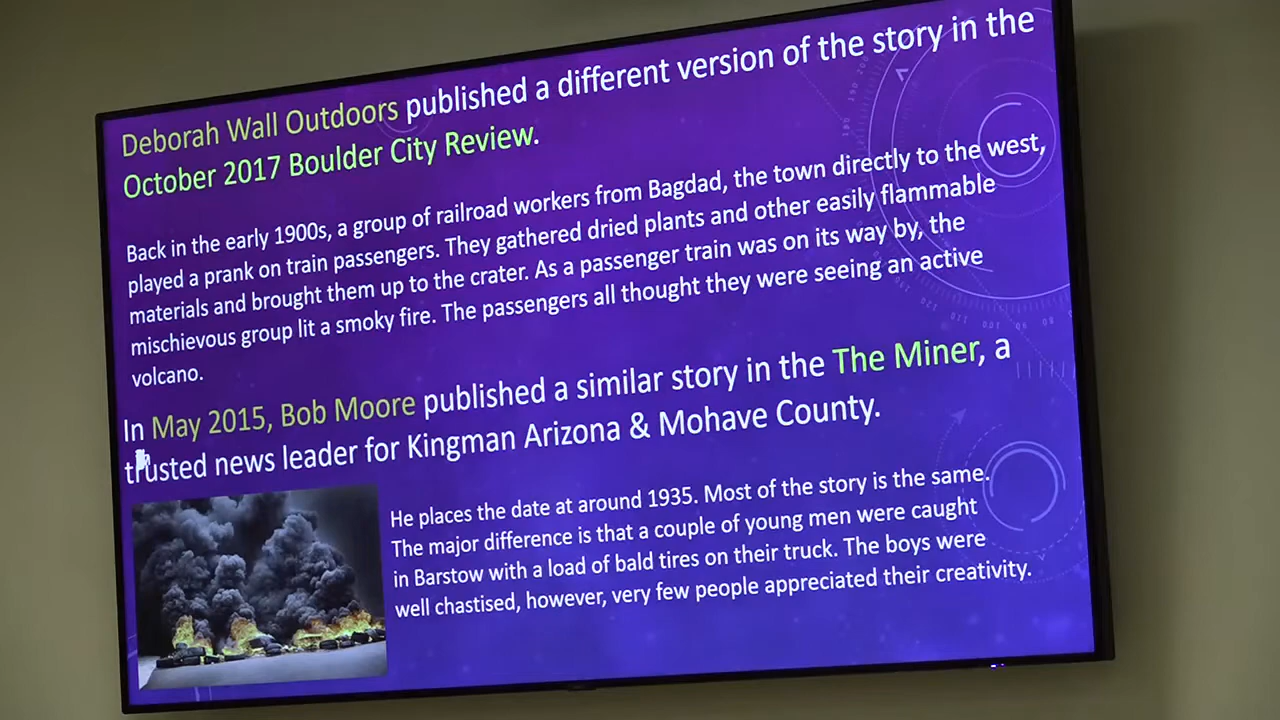 Deborah Wall Outdoors published a different version of the story in the
October 2017 Boulder City Review.
Back in the early 1900s, a group of railroad workers from Bagdad, the town directly to the west,
played a prank on train passengers. They gathered dried plants and other easily flammable
materials and brought them up to the crater. As a passenger train was on its way by, the
mischievous group lit a smoky fire. The passengers all thought they were seeing an active
volcano.
In May 2015, Bob Moore published a similar story in the The Miner, a
trusted news leader for Kingman Arizona & Mohave County.
He places the date at around 1935. Most of the story is the same.
The major difference is that a couple of young men were caught
in Barstow with a load of bald tires on their truck. The boys were
well chastised, however, very few people appreciated their creativity.